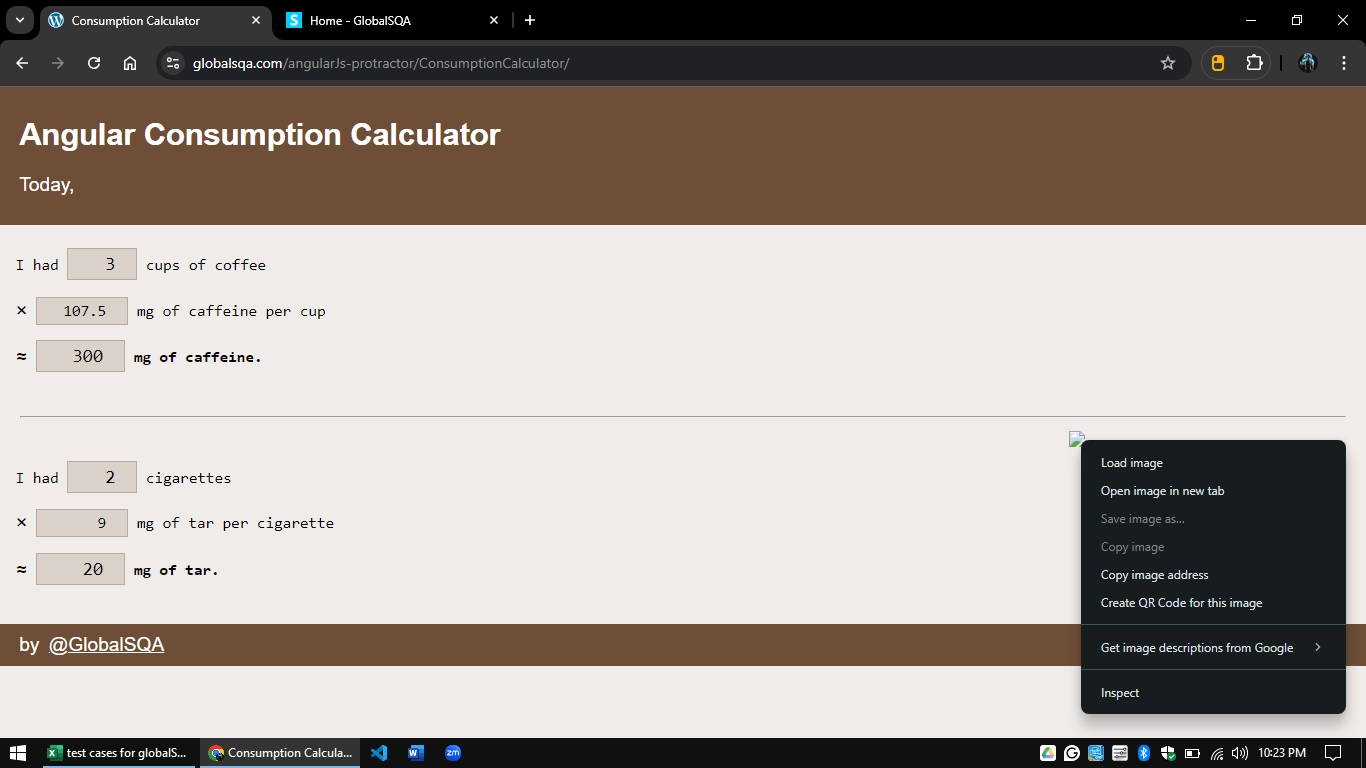 Consumption Calculator
Home - GlobalSQA
globalsqa.com/angularJs-protractor/ConsumptionCalculator/
Angular Consumption Calculator
Today,
I had 3 cups of coffee
× 107.5 mg of caffeine per cup
≈ 300 mg of caffeine.
I had 2 cigarettes
× 9 mg of tar per cigarette
≈ 20 mg of tar.
Load image
Open image in new tab
Save image as...
Copy image
Copy image address
Create QR Code for this image
Get image descriptions from Google
Inspect
by @GlobalSQA
test cases for globalS...
Consumption Calcula...
zm
10:23 PM